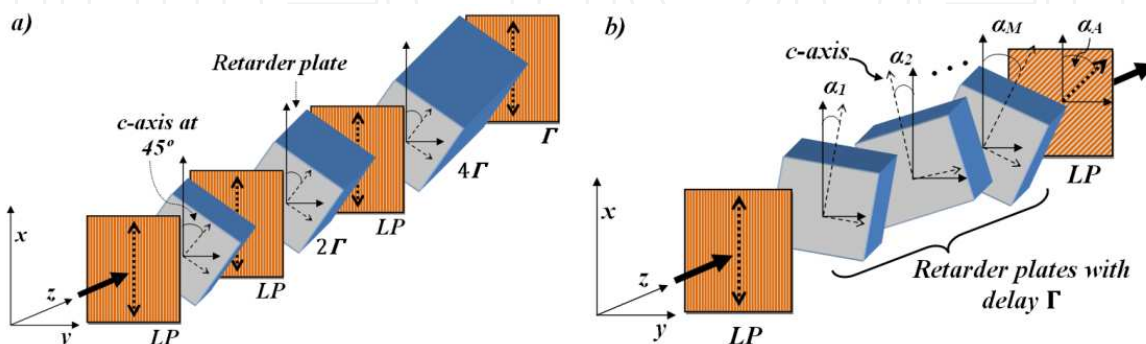 a)
Retarder plate
c-axis at
45º
x
z
y
LP
LP
2Γ
LP
4Γ
Γ
b)
c-axis
α1
α2
αM
αA
x
z
y
LP
LP
Retarder plates with
delay Γ